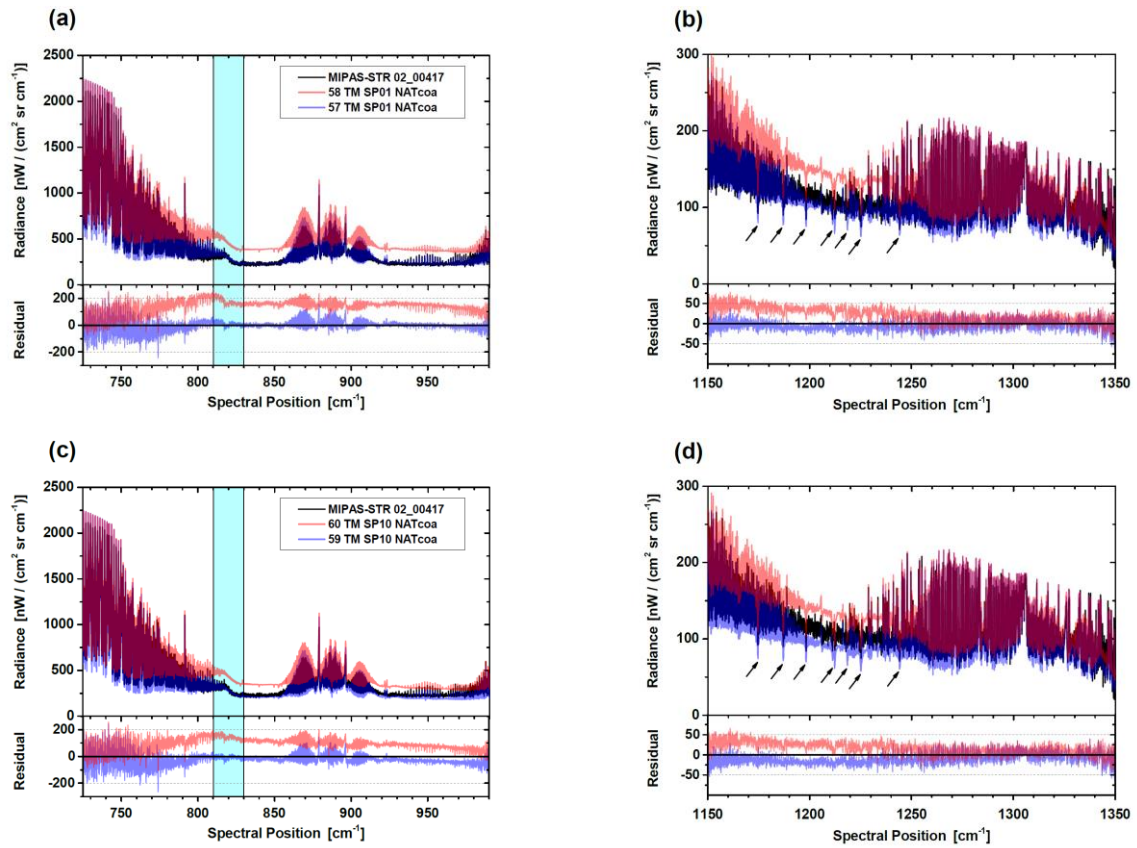 (a)
2500
2000
1500
1000
500
0
Radiance [nW / (cm² sr cm⁻¹)]
MIPAS-STR 02_00417
58 TM SP01 NATcoa
57 TM SP01 NATcoa
200
0
-200
Residual
750 800 850 900 950
Spectral Position [cm⁻¹]
(b)
300
200
100
0
Radiance [nW / (cm² sr cm⁻¹)]
50
0
-50
Residual
1150 1200 1250 1300 1350
Spectral Position [cm⁻¹]
(c)
2500
2000
1500
1000
500
0
Radiance [nW / (cm² sr cm⁻¹)]
MIPAS-STR 02_00417
60 TM SP10 NATcoa
59 TM SP10 NATcoa
200
0
-200
Residual
750 800 850 900 950
Spectral Position [cm⁻¹]
(d)
300
200
100
0
Radiance [nW / (cm² sr cm⁻¹)]
50
0
-50
Residual
1150 1200 1250 1300 1350
Spectral Position [cm⁻¹]